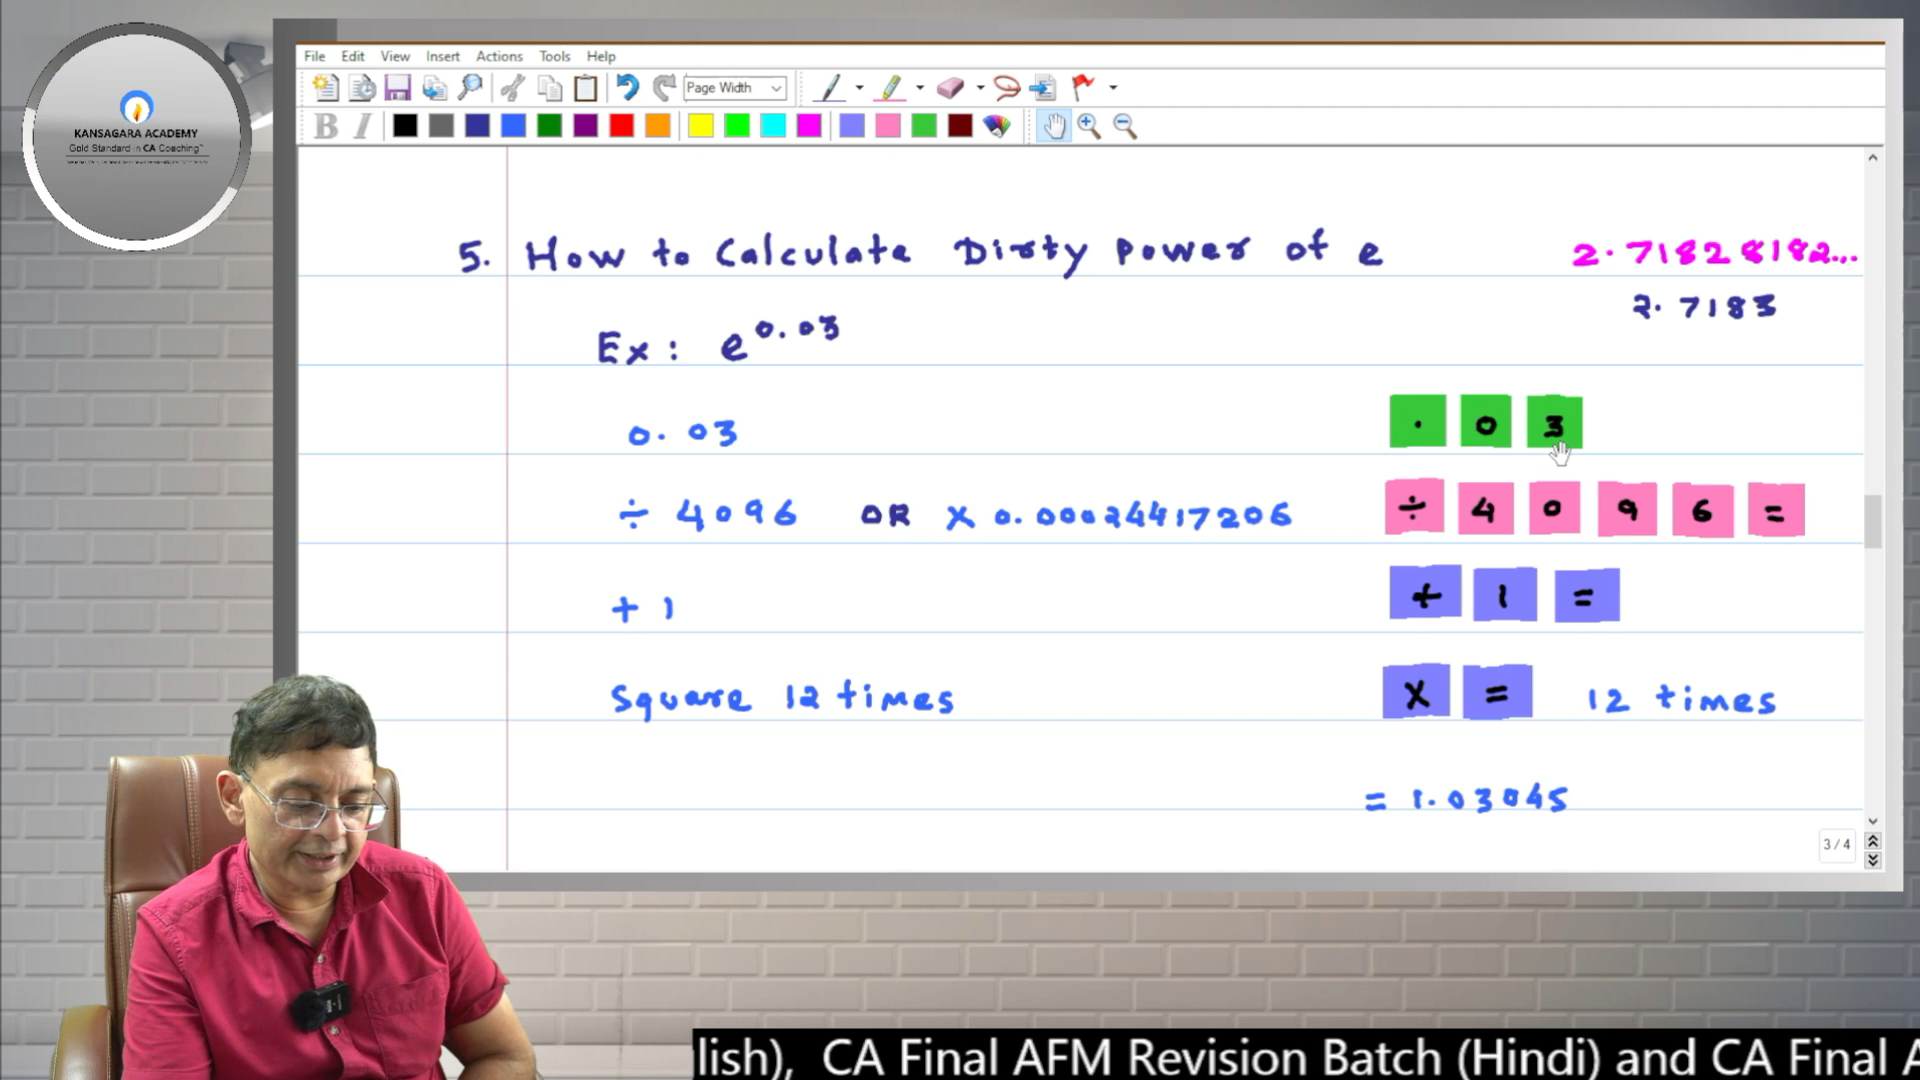 KANSAGARA ACADEMY
Gold Standard in CA Coaching™
File Edit View Insert Actions Tools Help
Page Width
B I
5. How to Calculate Dirty Power of e
2.71828182...
2.7183
Ex: e^0.03
0.03
. 0 3
÷ 4096 OR X 0.00024417206
÷ 4 0 9 6 =
+ 1
+ 1 =
Square 12 times
X = 12 times
= 1.03045
3 / 4
lish), CA Final AFM Revision Batch (Hindi) and CA Final A